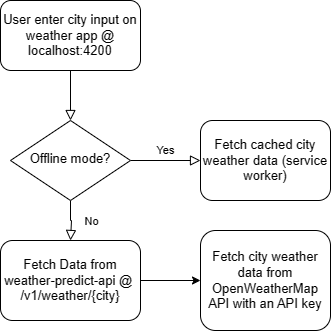 User enter city input on
weather app @
localhost:4200
Offline mode?
Yes
Fetch cached city
weather data (service
worker)
No
Fetch Data from
weather-predict-api @
/v1/weather/{city}
Fetch city weather
data from
OpenWeatherMap
API with an API key